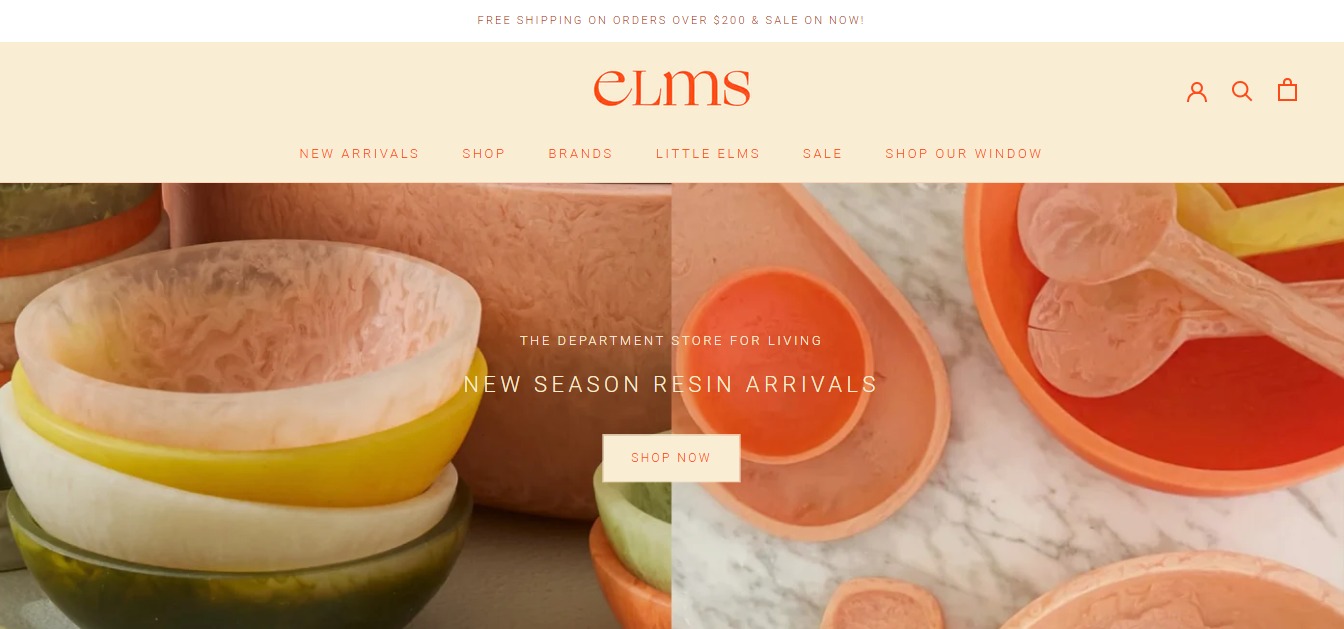 FREE SHIPPING ON ORDERS OVER $200 & SALE ON NOW!
eLms
NEW ARRIVALS SHOP BRANDS LITTLE ELMS SALE SHOP OUR WINDOW
THE DEPARTMENT STORE FOR LIVING
NEW SEASON RESIN ARRIVALS
SHOP NOW